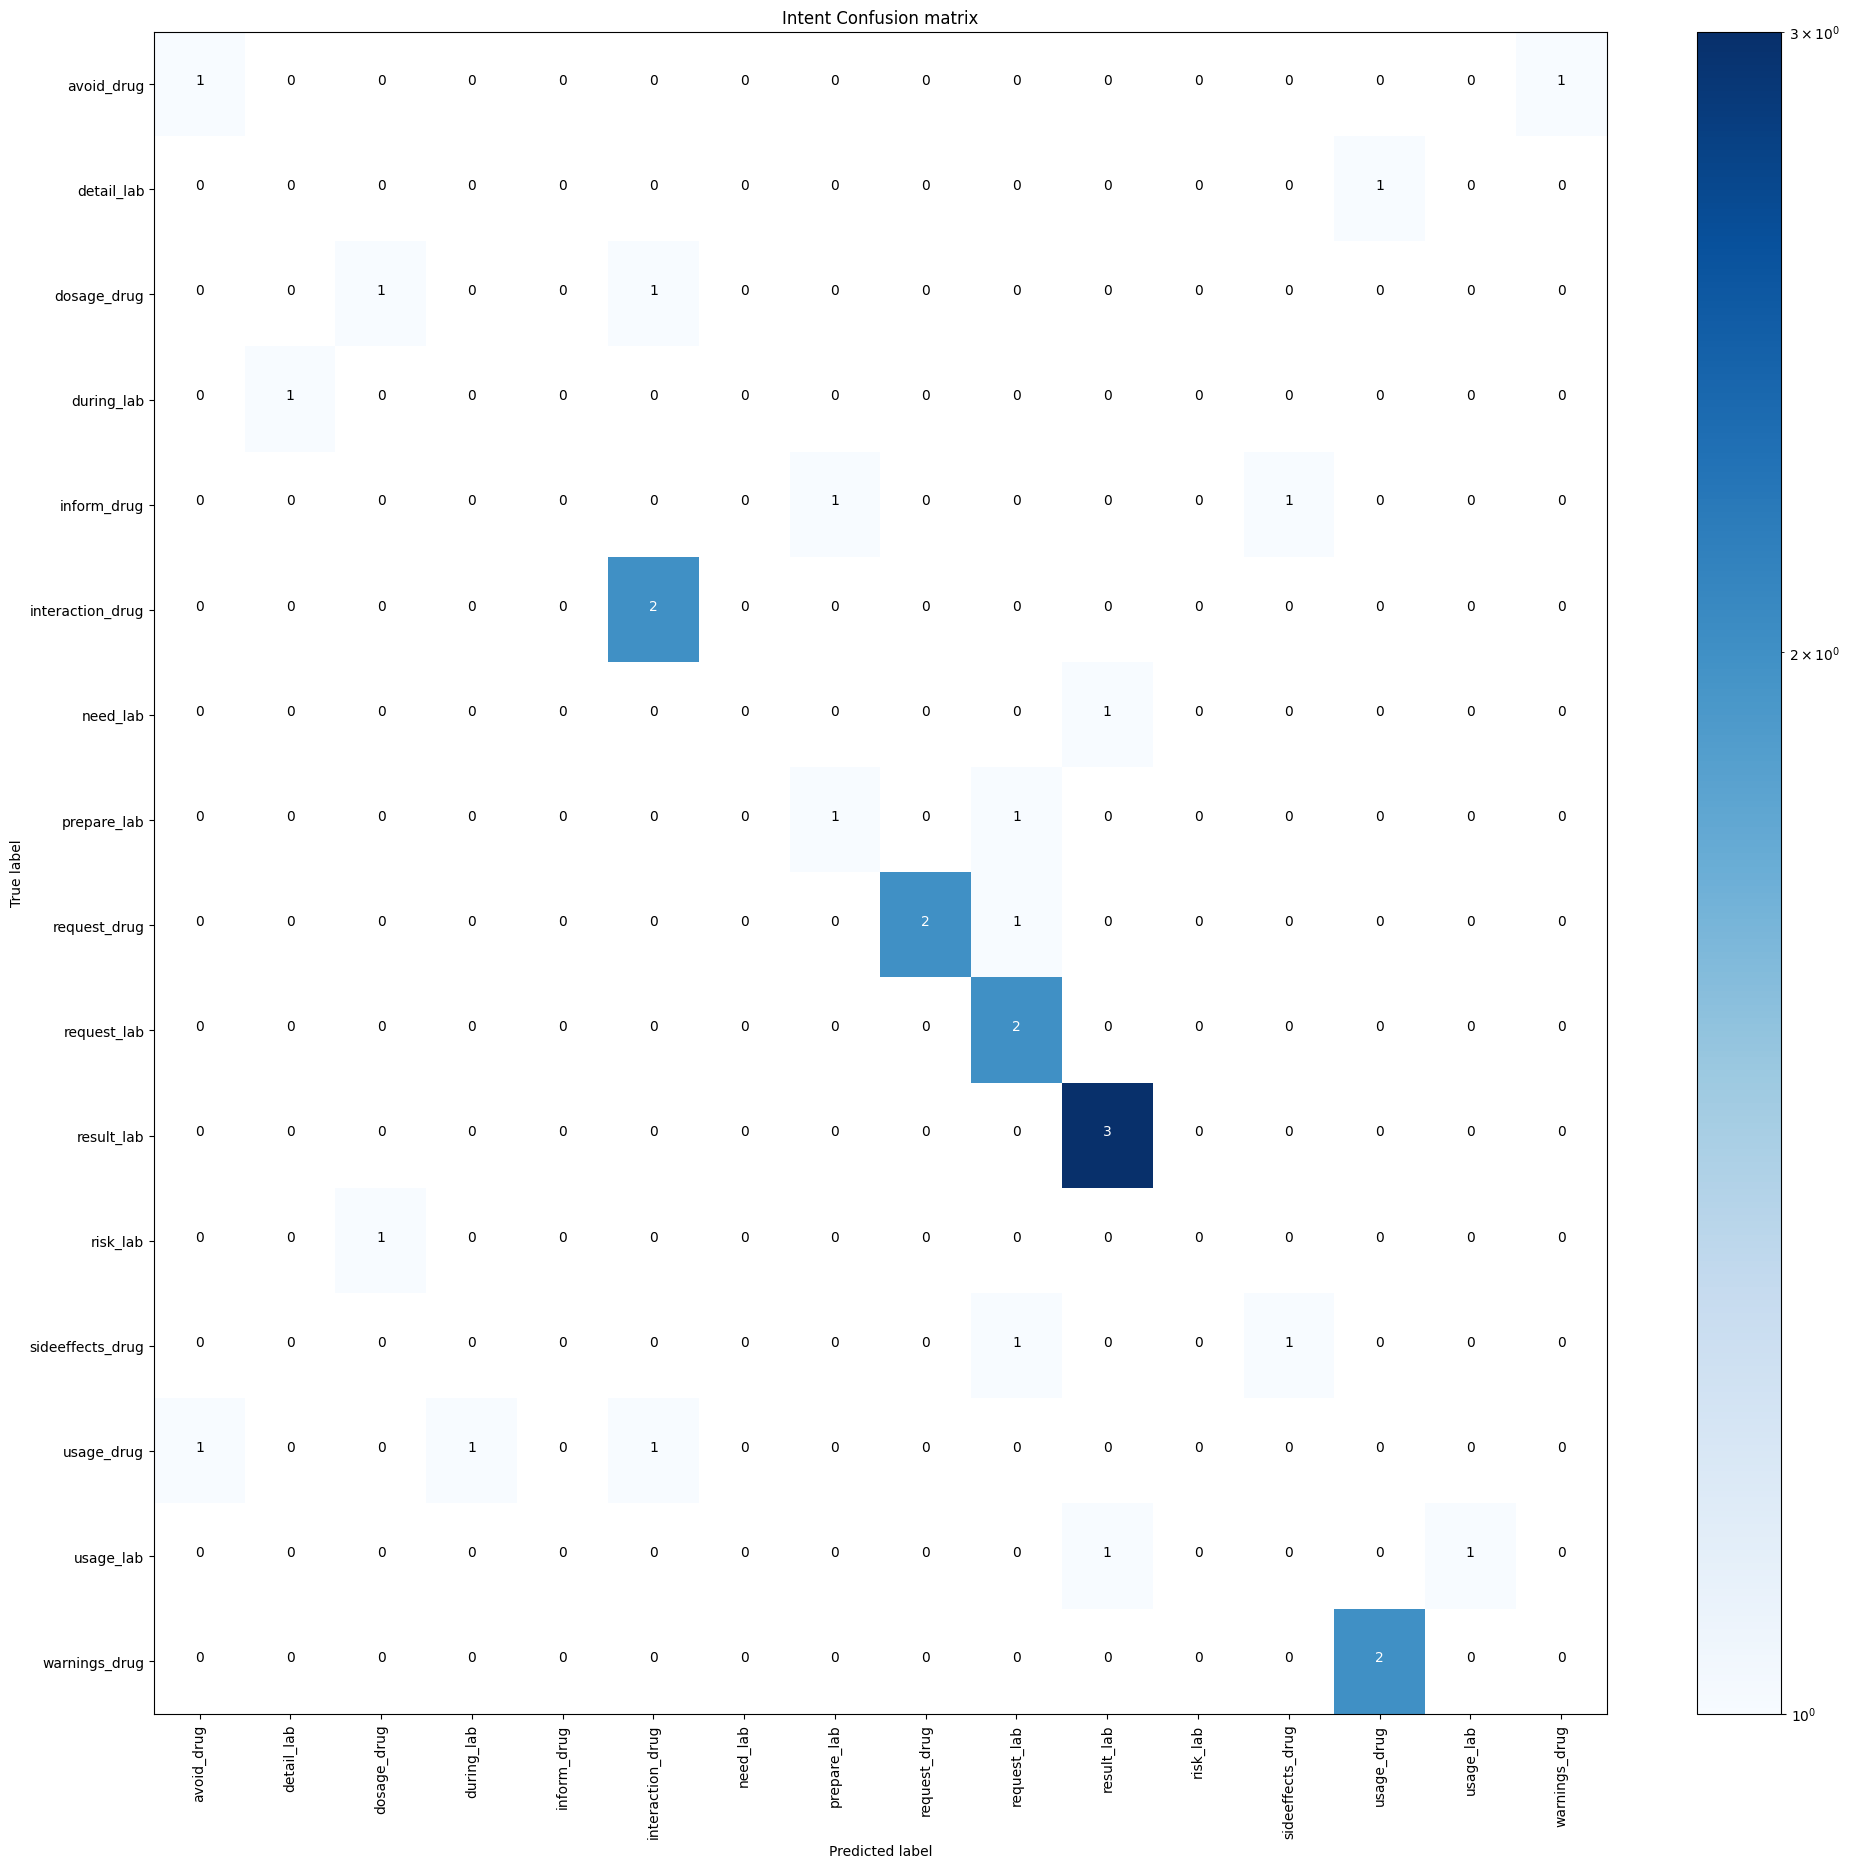 Intent Confusion matrix
avoid_drug 1 0 0 0 0 0 0 0 0 0 0 0 0 0 0 1
detail_lab 0 0 0 0 0 0 0 0 0 0 0 0 0 1 0 0
dosage_drug 0 0 1 0 0 1 0 0 0 0 0 0 0 0 0 0
during_lab 0 1 0 0 0 0 0 0 0 0 0 0 0 0 0 0
inform_drug 0 0 0 0 0 0 0 1 0 0 0 0 1 0 0 0
interaction_drug 0 0 0 0 0 2 0 0 0 0 0 0 0 0 0 0
need_lab 0 0 0 0 0 0 0 0 0 0 1 0 0 0 0 0
prepare_lab 0 0 0 0 0 0 0 1 0 1 0 0 0 0 0 0
request_drug 0 0 0 0 0 0 0 0 2 1 0 0 0 0 0 0
request_lab 0 0 0 0 0 0 0 0 0 2 0 0 0 0 0 0
result_lab 0 0 0 0 0 0 0 0 0 0 3 0 0 0 0 0
risk_lab 0 0 1 0 0 0 0 0 0 0 0 0 0 0 0 0
sideeffects_drug 0 0 0 0 0 0 0 0 0 1 0 0 1 0 0 0
usage_drug 1 0 0 1 0 1 0 0 0 0 0 0 0 0 0 0
usage_lab 0 0 0 0 0 0 0 0 0 0 1 0 0 0 1 0
warnings_drug 0 0 0 0 0 0 0 0 0 0 0 0 0 2 0 0
True label
avoid_drug
detail_lab
dosage_drug
during_lab
inform_drug
interaction_drug
need_lab
prepare_lab
request_drug
request_lab
result_lab
risk_lab
sideeffects_drug
usage_drug
usage_lab
warnings_drug
Predicted label
3 × 10⁰
2 × 10⁰
10⁰